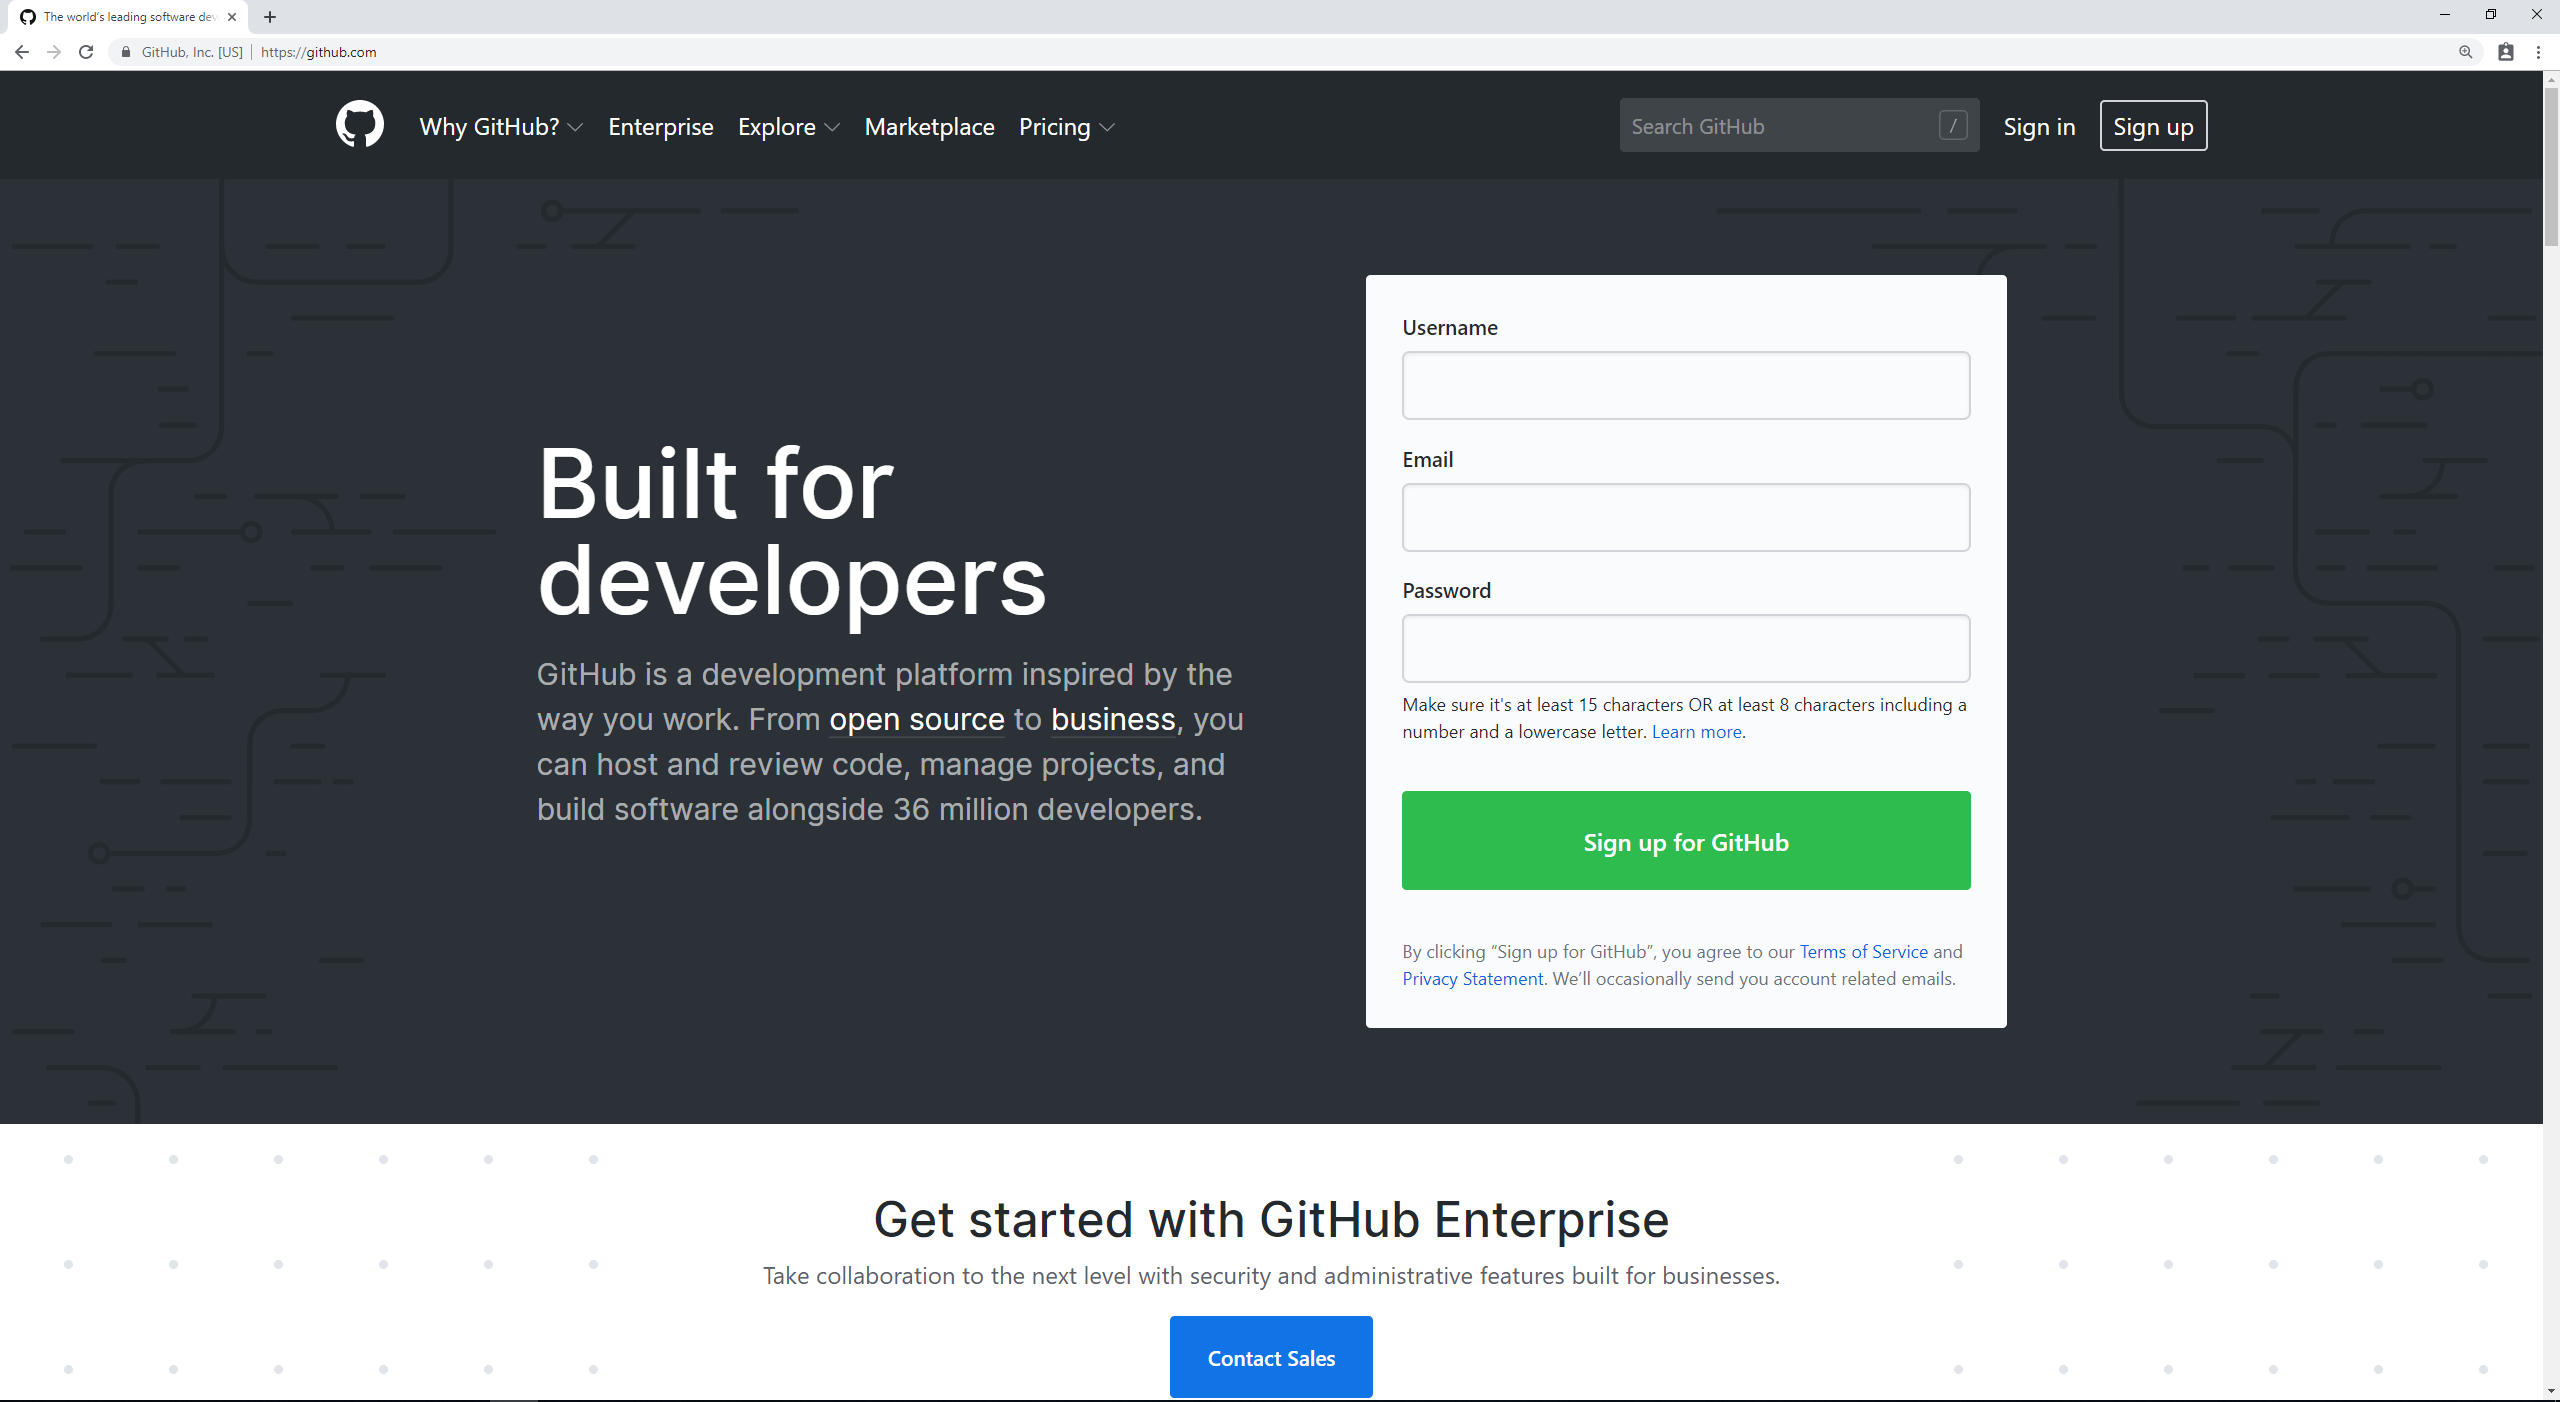 The world's leading software dev
GitHub, Inc. [US] | https://github.com
Why GitHub? Enterprise Explore Marketplace Pricing Search GitHub / Sign in Sign up
Built for
developers
GitHub is a development platform inspired by the
way you work. From open source to business, you
can host and review code, manage projects, and
build software alongside 36 million developers.
Username
Email
Password
Make sure it's at least 15 characters OR at least 8 characters including a
number and a lowercase letter. Learn more.
Sign up for GitHub
By clicking “Sign up for GitHub”, you agree to our Terms of Service and
Privacy Statement. We’ll occasionally send you account related emails.
Get started with GitHub Enterprise
Take collaboration to the next level with security and administrative features built for businesses.
Contact Sales